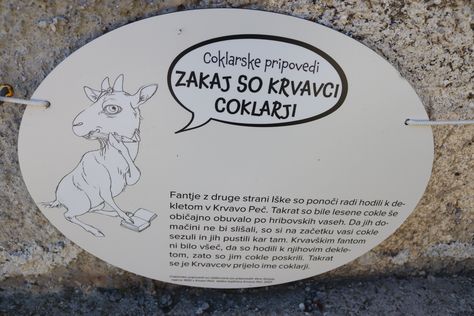 Coklarske pripovedi
ZAKAJ SO KRVAVCI
COKLARJI
Fantje z druge strani Iške so ponoči radi hodili k de-
kletom v Krvavo Peč. Takrat so bile lesene cokle še
običajno obuvalo po hribovskih vaseh. Da jih do-
mačini ne bi slišali, so si na začetku vasi cokle
sezuli in jih pustili kar tam. Krvavškim fantom
ni bilo všeč, da so hodili k njihovim dekle-
tom, zato so jim cokle poskrili. Takrat
se je Krvavcev prijelo ime coklarji.